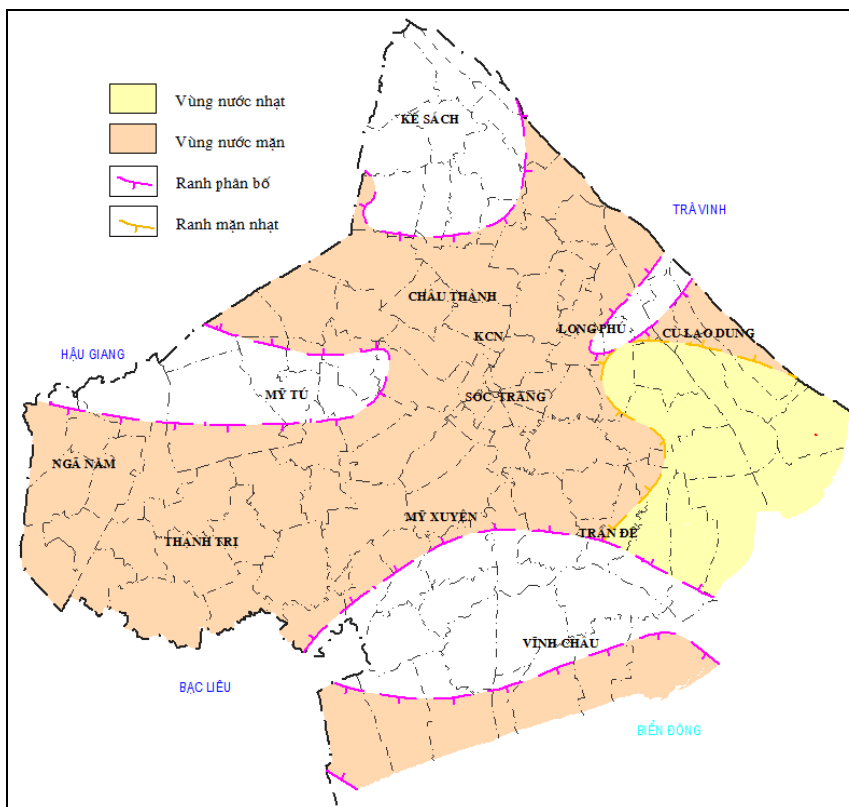 Vùng nước nhạt
Vùng nước mặn
Ranh phân bố
Ranh mặn nhạt
KẾ SÁCH
TRÀ VINH
CHÂU THÀNH
KCN
LONG PHÚ
CÙ LAO DUNG
HẬU GIANG
MỸ TÚ
SÓC TRĂNG
NGÃ NĂM
MỸ XUYÊN
THẠNH TRỊ
TRẦN ĐỀ
VĨNH CHÂU
BẠC LIÊU
BIỂN ĐÔNG